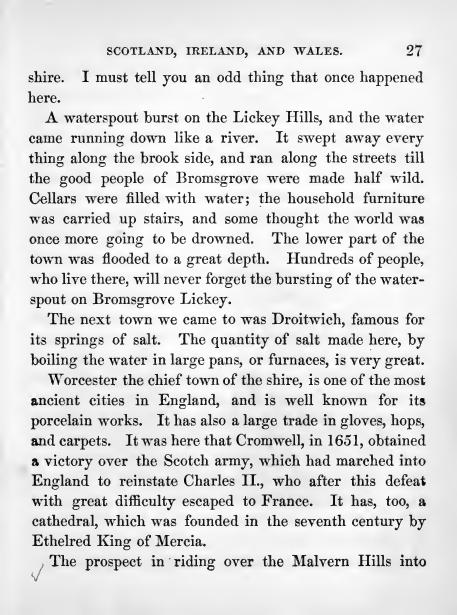 SCOTLAND, IRELAND, AND WALES. 27
shire. I must tell you an odd thing that once happened
here.
A waterspout burst on the Lickey Hills, and the water
came running down like a river. It swept away every
thing along the brook side, and ran along the streets till
the good people of Bromsgrove were made half wild.
Cellars were filled with water; the household furniture
was carried up stairs, and some thought the world was
once more going to be drowned. The lower part of the
town was flooded to a great depth. Hundreds of people,
who live there, will never forget the bursting of the water-
spout on Bromsgrove Lickey.
The next town we came to was Droitwich, famous for
its springs of salt. The quantity of salt made here, by
boiling the water in large pans, or furnaces, is very great.
Worcester the chief town of the shire, is one of the most
ancient cities in England, and is well known for its
porcelain works. It has also a large trade in gloves, hops,
and carpets. It was here that Cromwell, in 1651, obtained
a victory over the Scotch army, which had marched into
England to reinstate Charles II., who after this defeat
with great difficulty escaped to France. It has, too, a
cathedral, which was founded in the seventh century by
Ethelred King of Mercia.
The prospect in riding over the Malvern Hills into